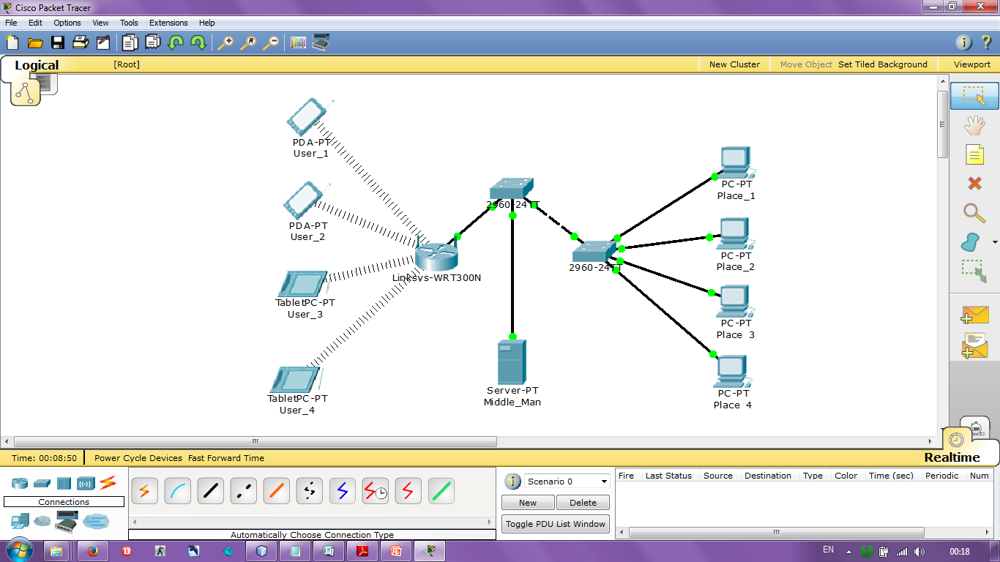 Cisco Packet Tracer
File Edit Options View Tools Extensions Help
Logical [Root] New Cluster Move Object Set Tiled Background Viewport
PDA-PT
User_1
PDA-PT
User_2
TabletPC-PT
User_3
TabletPC-PT
User_4
Linksys-WRT300N
2960-24TT
2960-24TT
Server-PT
Middle_Man
PC-PT
Place_1
PC-PT
Place_2
PC-PT
Place 3
PC-PT
Place 4
Time: 00:08:50 Power Cycle Devices Fast Forward Time
Realtime
Connections
Automatically Choose Connection Type
Scenario 0
New Delete
Toggle PDU List Window
Fire Last Status Source Destination Type Color Time (sec) Periodic Num
13 EN 00:18